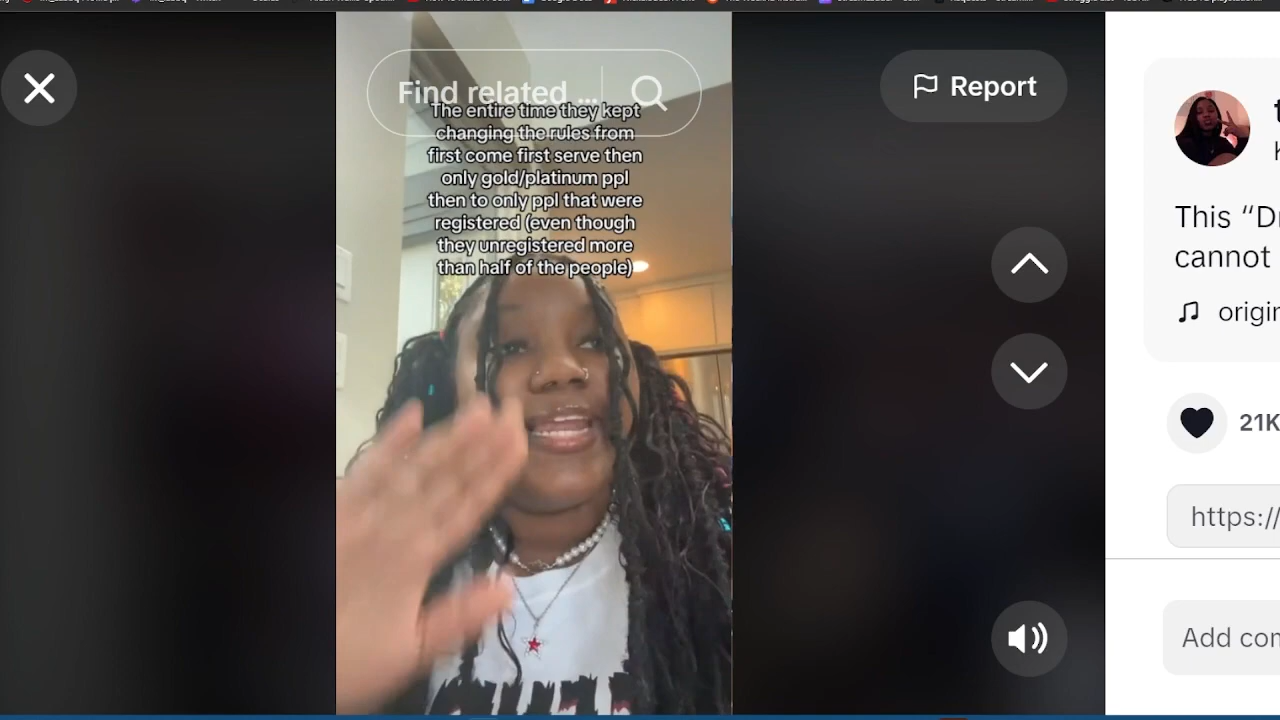 Find related ...
The entire time they kept
changing the rules from
first come first serve then
only gold/platinum ppl
then to only ppl that were
registered (even though
they unregistered more
than half of the people)
Report
This “D
cannot
origin
21K
https://
Add com